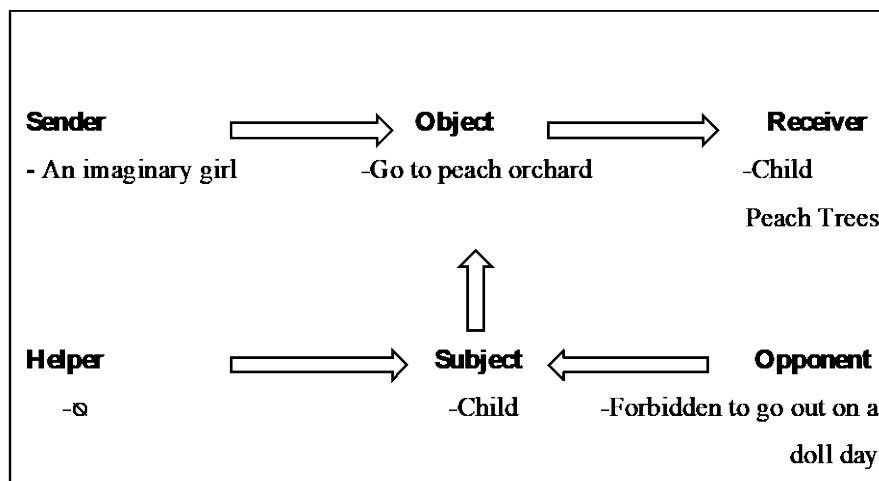 Sender Object Receiver
- An imaginary girl -Go to peach orchard -Child
Peach Trees
Helper Subject Opponent
-ⱷ -Child -Forbidden to go out on a
doll day